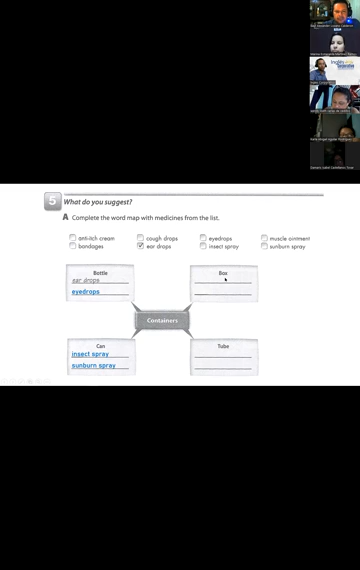 5 What do you suggest?
A Complete the word map with medicines from the list.
anti-itch cream cough drops eyedrops muscle ointment
bandages ear drops insect spray sunburn spray
Bottle Box
ear drops
eyedrops
Containers
Can Tube
insect spray
sunburn spray